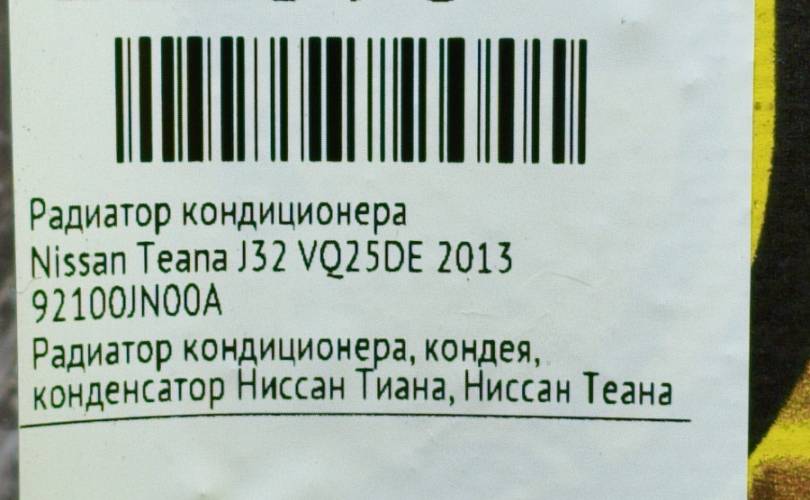 Радиатор кондиционера
Nissan Teana J32 VQ25DE 2013
92100JN00A
Радиатор кондиционера, кондея,
конденсатор Ниссан Тиана, Ниссан Теана